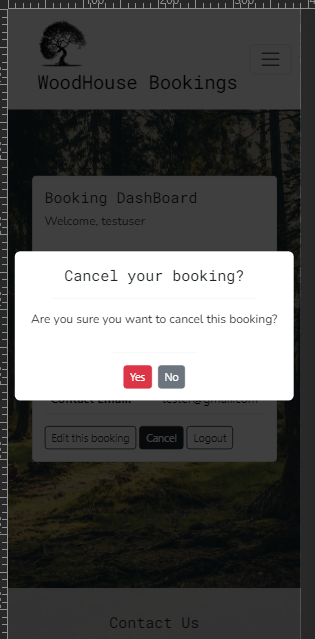 WoodHouse Bookings
Booking DashBoard
Welcome, testuser
Cancel your booking?
Are you sure you want to cancel this booking?
Yes No
Edit this booking Cancel Logout
Contact Us